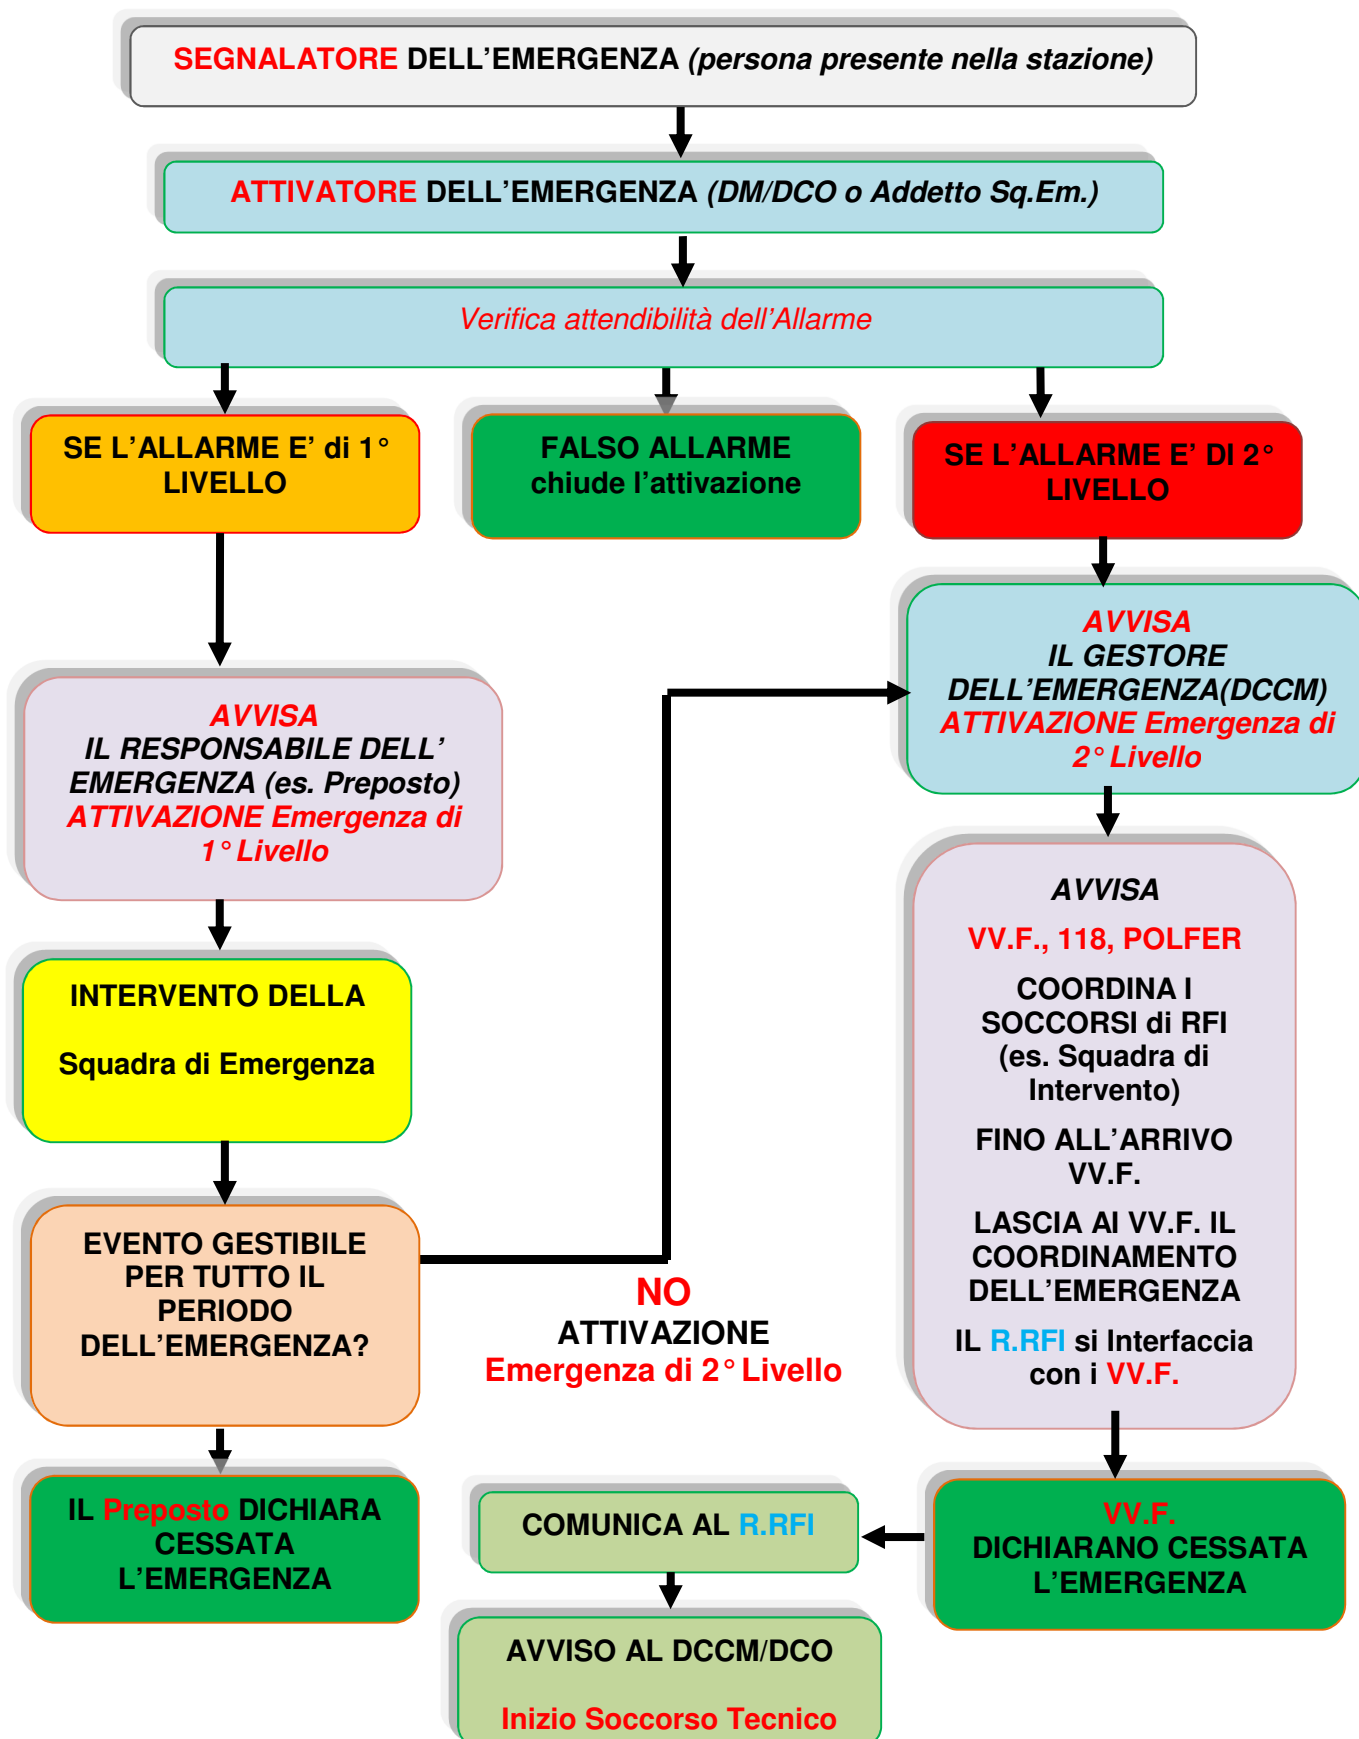 SEGNALATORE DELL’EMERGENZA (persona presente nella stazione)
ATTIVATORE DELL’EMERGENZA (DM/DCO o Addetto Sq.Em.)
Verifica attendibilità dell’Allarme
SE L’ALLARME E’ di 1°
LIVELLO
FALSO ALLARME
chiude l’attivazione
SE L’ALLARME E’ DI 2°
LIVELLO
AVVISA
IL RESPONSABILE DELL’
EMERGENZA (es. Preposto)
ATTIVAZIONE Emergenza di
1° Livello
AVVISA
IL GESTORE
DELL’EMERGENZA(DCCM)
ATTIVAZIONE Emergenza di
2° Livello
INTERVENTO DELLA
Squadra di Emergenza
AVVISA
VV.F., 118, POLFER
COORDINA I
SOCCORSI di RFI
(es. Squadra di
Intervento)
FINO ALL’ARRIVO
VV.F.
LASCIA AI VV.F. IL
COORDINAMENTO
DELL’EMERGENZA
IL R.RFI si Interfaccia
con i VV.F.
EVENTO GESTIBILE
PER TUTTO IL
PERIODO
DELL’EMERGENZA?
NO
ATTIVAZIONE
Emergenza di 2° Livello
IL Preposto DICHIARA
CESSATA
L’EMERGENZA
COMUNICA AL R.RFI
VV.F.
DICHIARANO CESSATA
L’EMERGENZA
AVVISO AL DCCM/DCO
Inizio Soccorso Tecnico